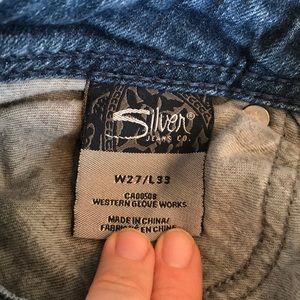 Silver®
JEANS CO.
W27/L33
CA00508
WESTERN GLOVE WORKS
MADE IN CHINA/
FABRIQUÉ EN CHINE